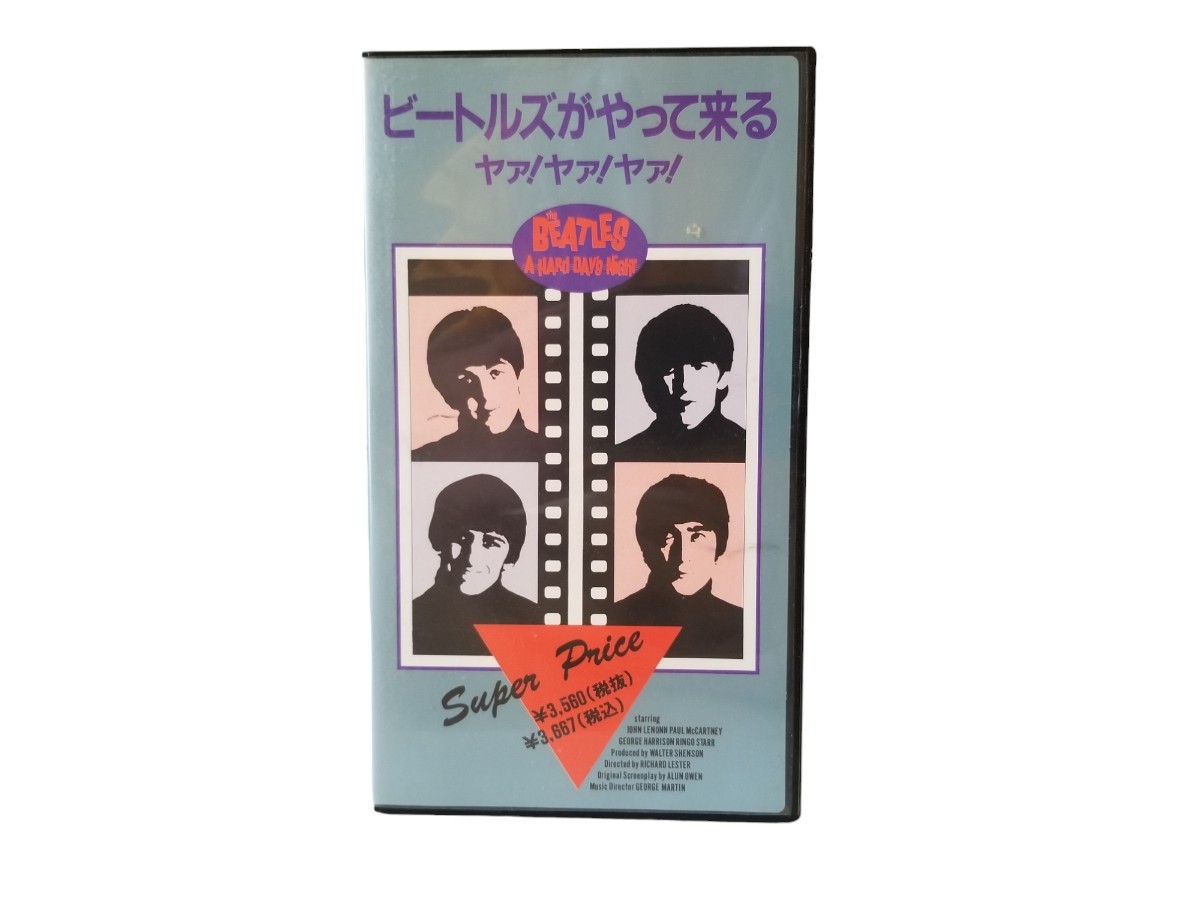 ビートルズがやって来る
ヤァ!ヤァ!ヤァ!
THE
BEATLES
A HARD DAY'S NIGHT
Super Price
¥3,560(税抜)
¥3,667(税込)
starring
JOHN LENONN PAUL McCARTNEY
GEORGE HARRISON RINGO STARR
Produced by WALTER SHENSON
Directed by RICHARD LESTER
Original Screenplay by ALUN OWEN
Music Director GEORGE MARTIN